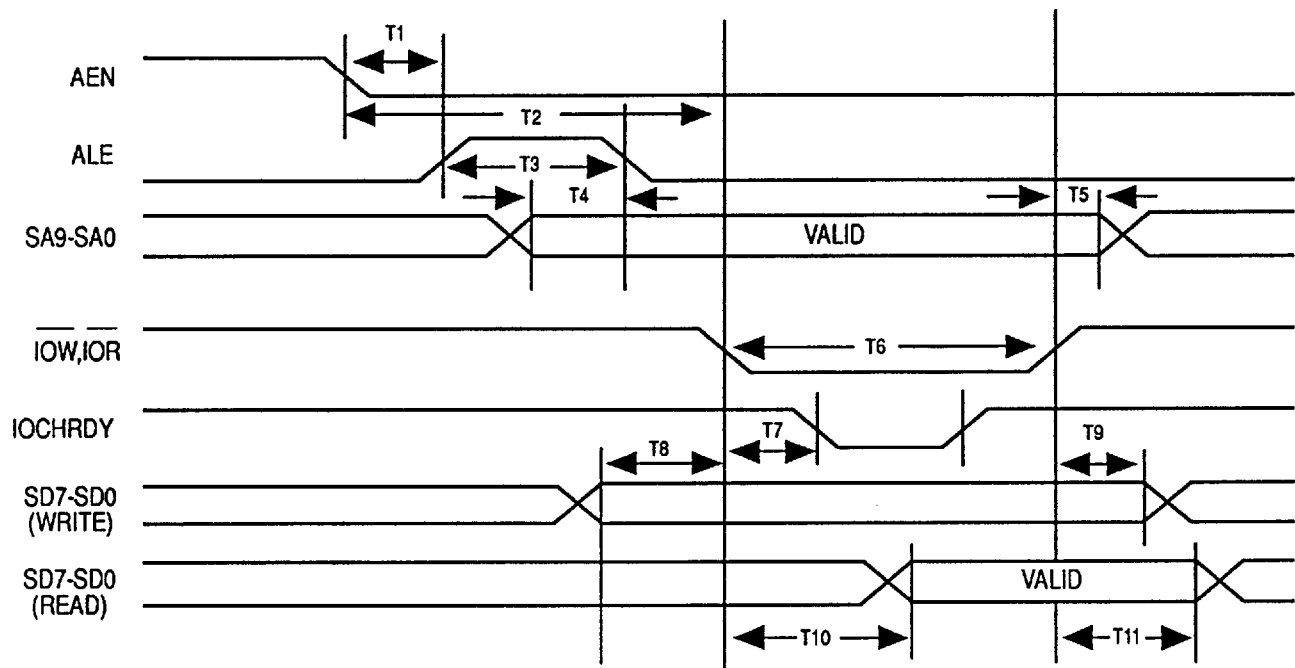 T1
AEN
T2
ALE
T3
T4
T5
SA9-SA0
VALID
IOW,IOR
T6
IOCHRDY
T7
T9
T8
SD7-SD0
(WRITE)
SD7-SD0
(READ)
VALID
T10
T11